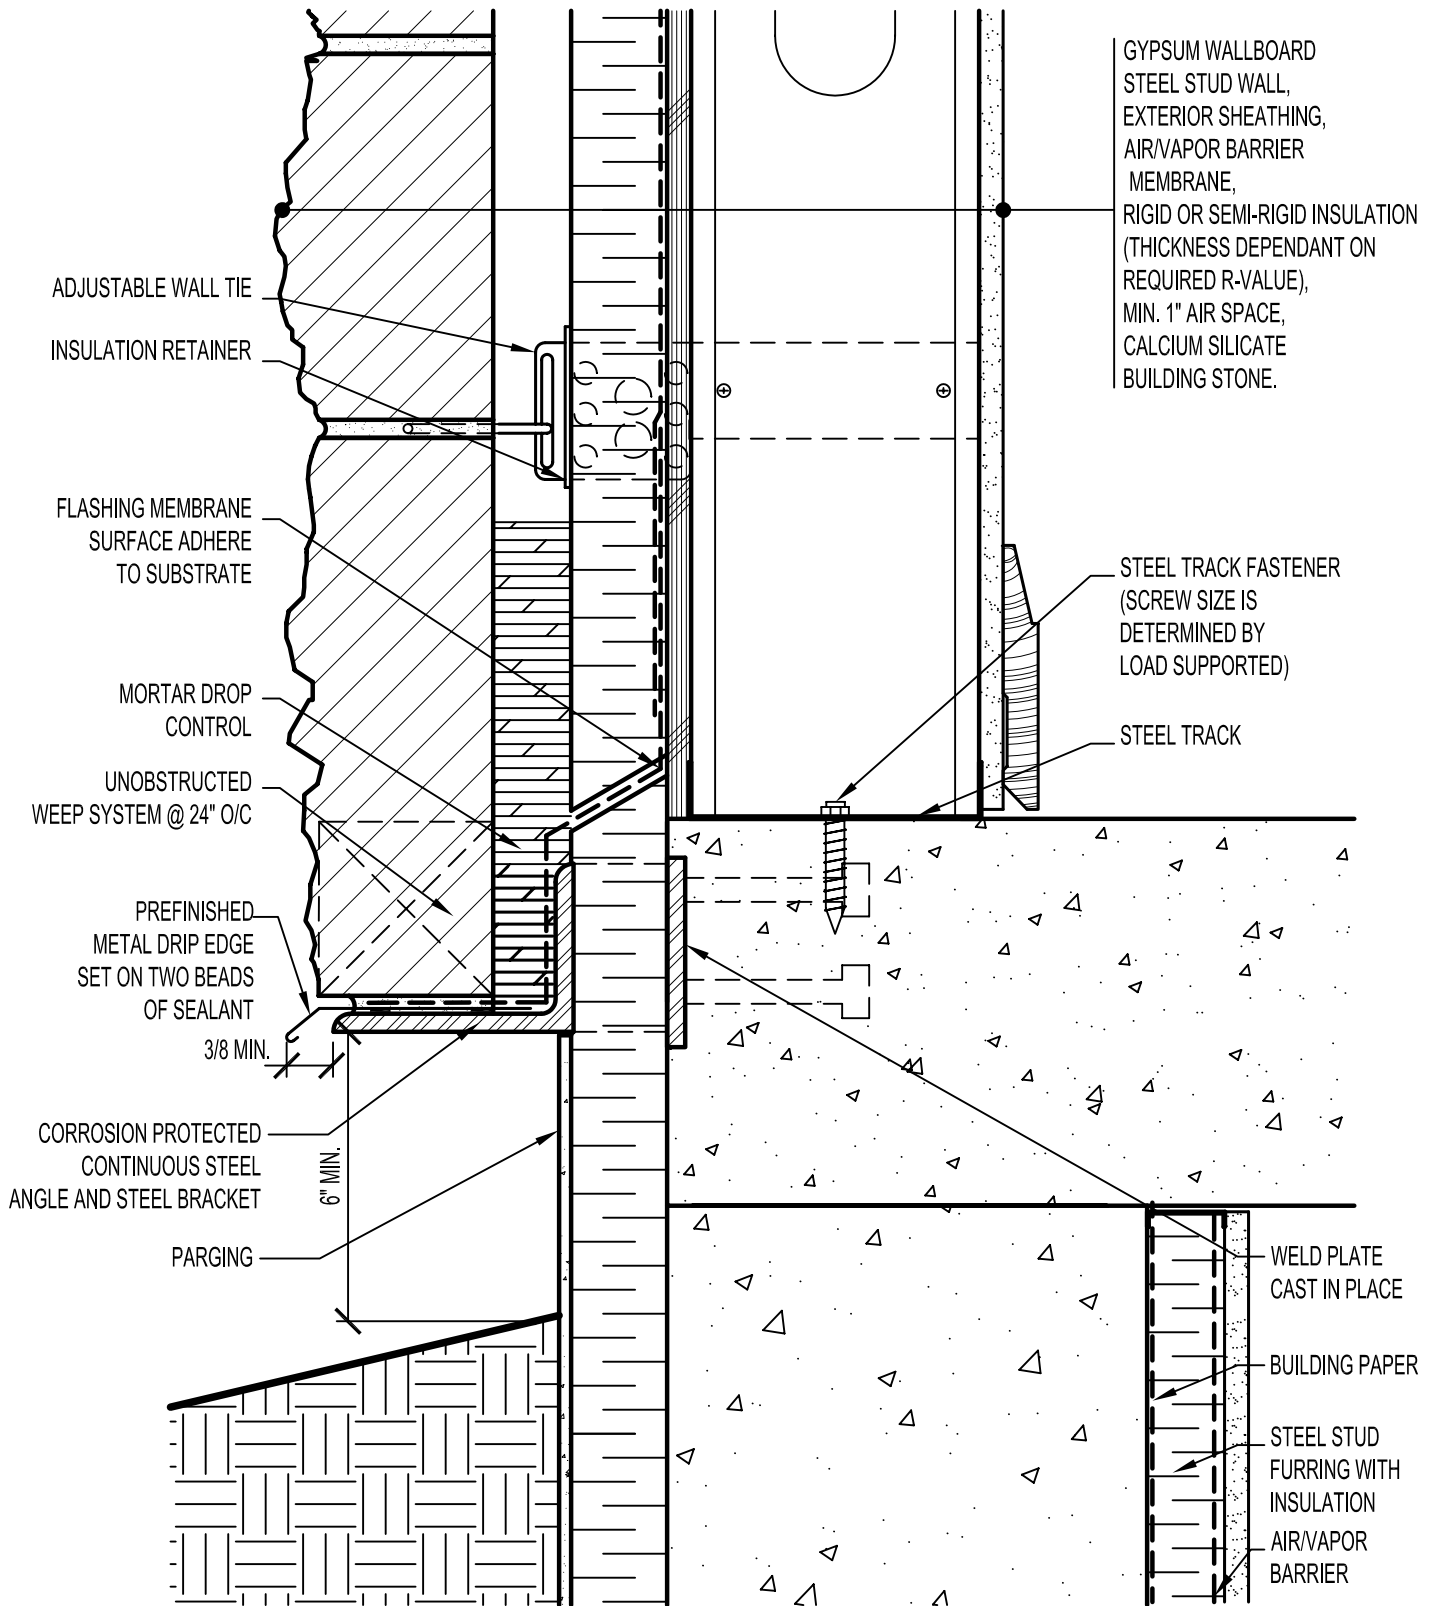 GYPSUM WALLBOARD
STEEL STUD WALL,
EXTERIOR SHEATHING,
AIR/VAPOR BARRIER
MEMBRANE,
RIGID OR SEMI-RIGID INSULATION
(THICKNESS DEPENDANT ON
REQUIRED R-VALUE),
MIN. 1" AIR SPACE,
CALCIUM SILICATE
BUILDING STONE.
ADJUSTABLE WALL TIE
INSULATION RETAINER
FLASHING MEMBRANE
SURFACE ADHERE
TO SUBSTRATE
MORTAR DROP
CONTROL
UNOBSTRUCTED
WEEP SYSTEM @ 24" O/C
PREFINISHED
METAL DRIP EDGE
SET ON TWO BEADS
OF SEALANT
3/8 MIN.
CORROSION PROTECTED
CONTINUOUS STEEL
ANGLE AND STEEL BRACKET
6" MIN.
PARGING
STEEL TRACK FASTENER
(SCREW SIZE IS
DETERMINED BY
LOAD SUPPORTED)
STEEL TRACK
WELD PLATE
CAST IN PLACE
BUILDING PAPER
STEEL STUD
FURRING WITH
INSULATION
AIR/VAPOR
BARRIER